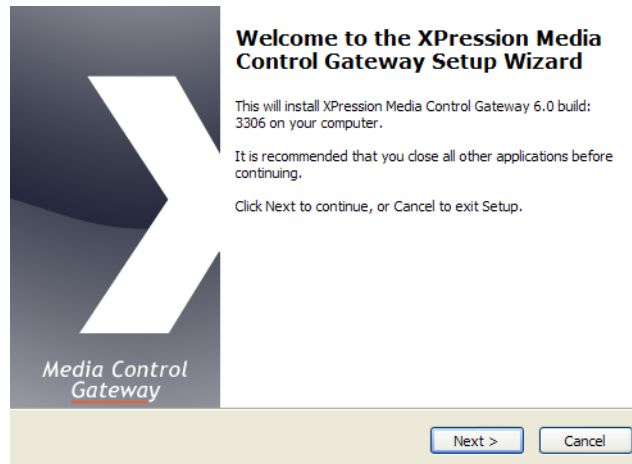 Welcome to the XPression Media
Control Gateway Setup Wizard
This will install XPression Media Control Gateway 6.0 build:
3306 on your computer.
It is recommended that you close all other applications before
continuing.
Click Next to continue, or Cancel to exit Setup.
Media Control
Gateway
Next >
Cancel